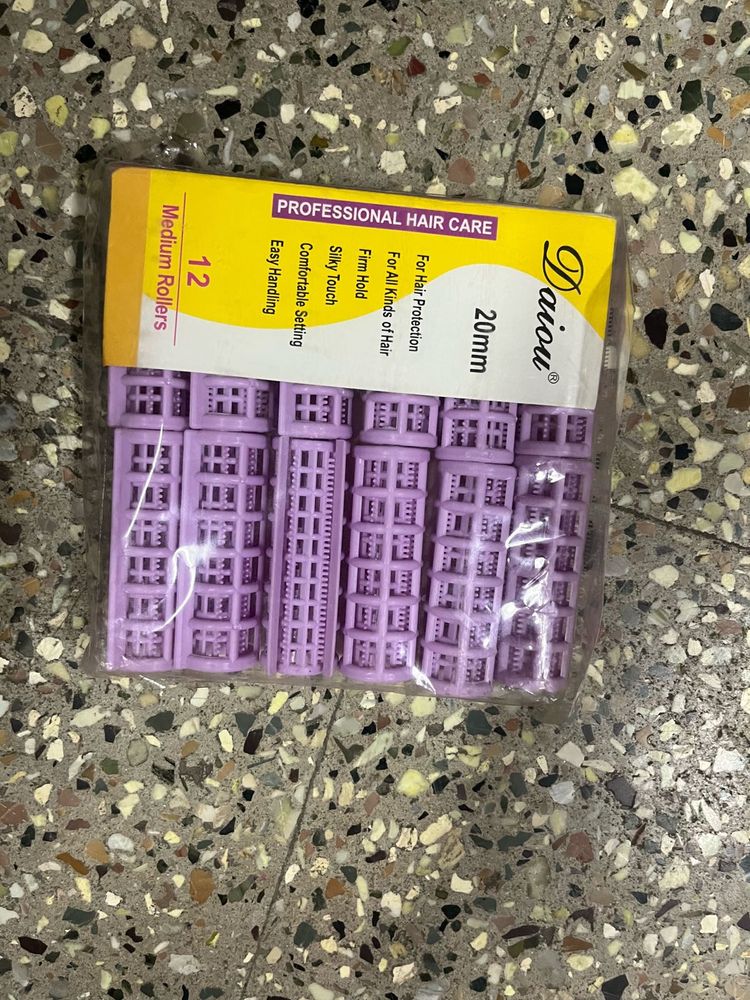 Daiou®
20mm
PROFESSIONAL HAIR CARE
For Hair Protection
For All Kinds of Hair
Firm Hold
Silky Touch
Comfortable Setting
Easy Handling
12
Medium Rollers